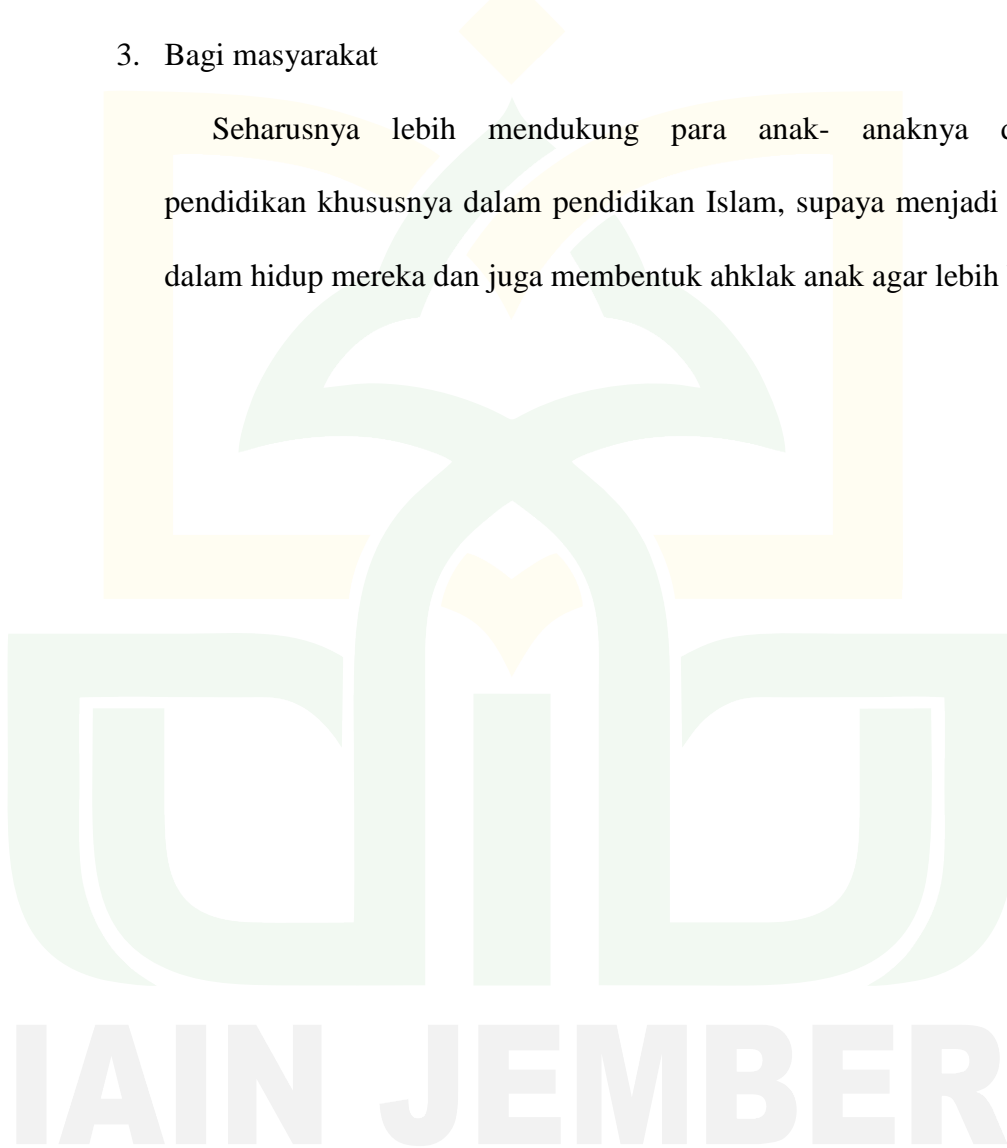 3. Bagi masyarakat
Seharusnya lebih mendukung para anak- anaknya
pendidikan khususnya dalam pendidikan Islam, supaya menjadi
dalam hidup mereka dan juga membentuk ahklak anak agar lebih
IAIN JEMBER